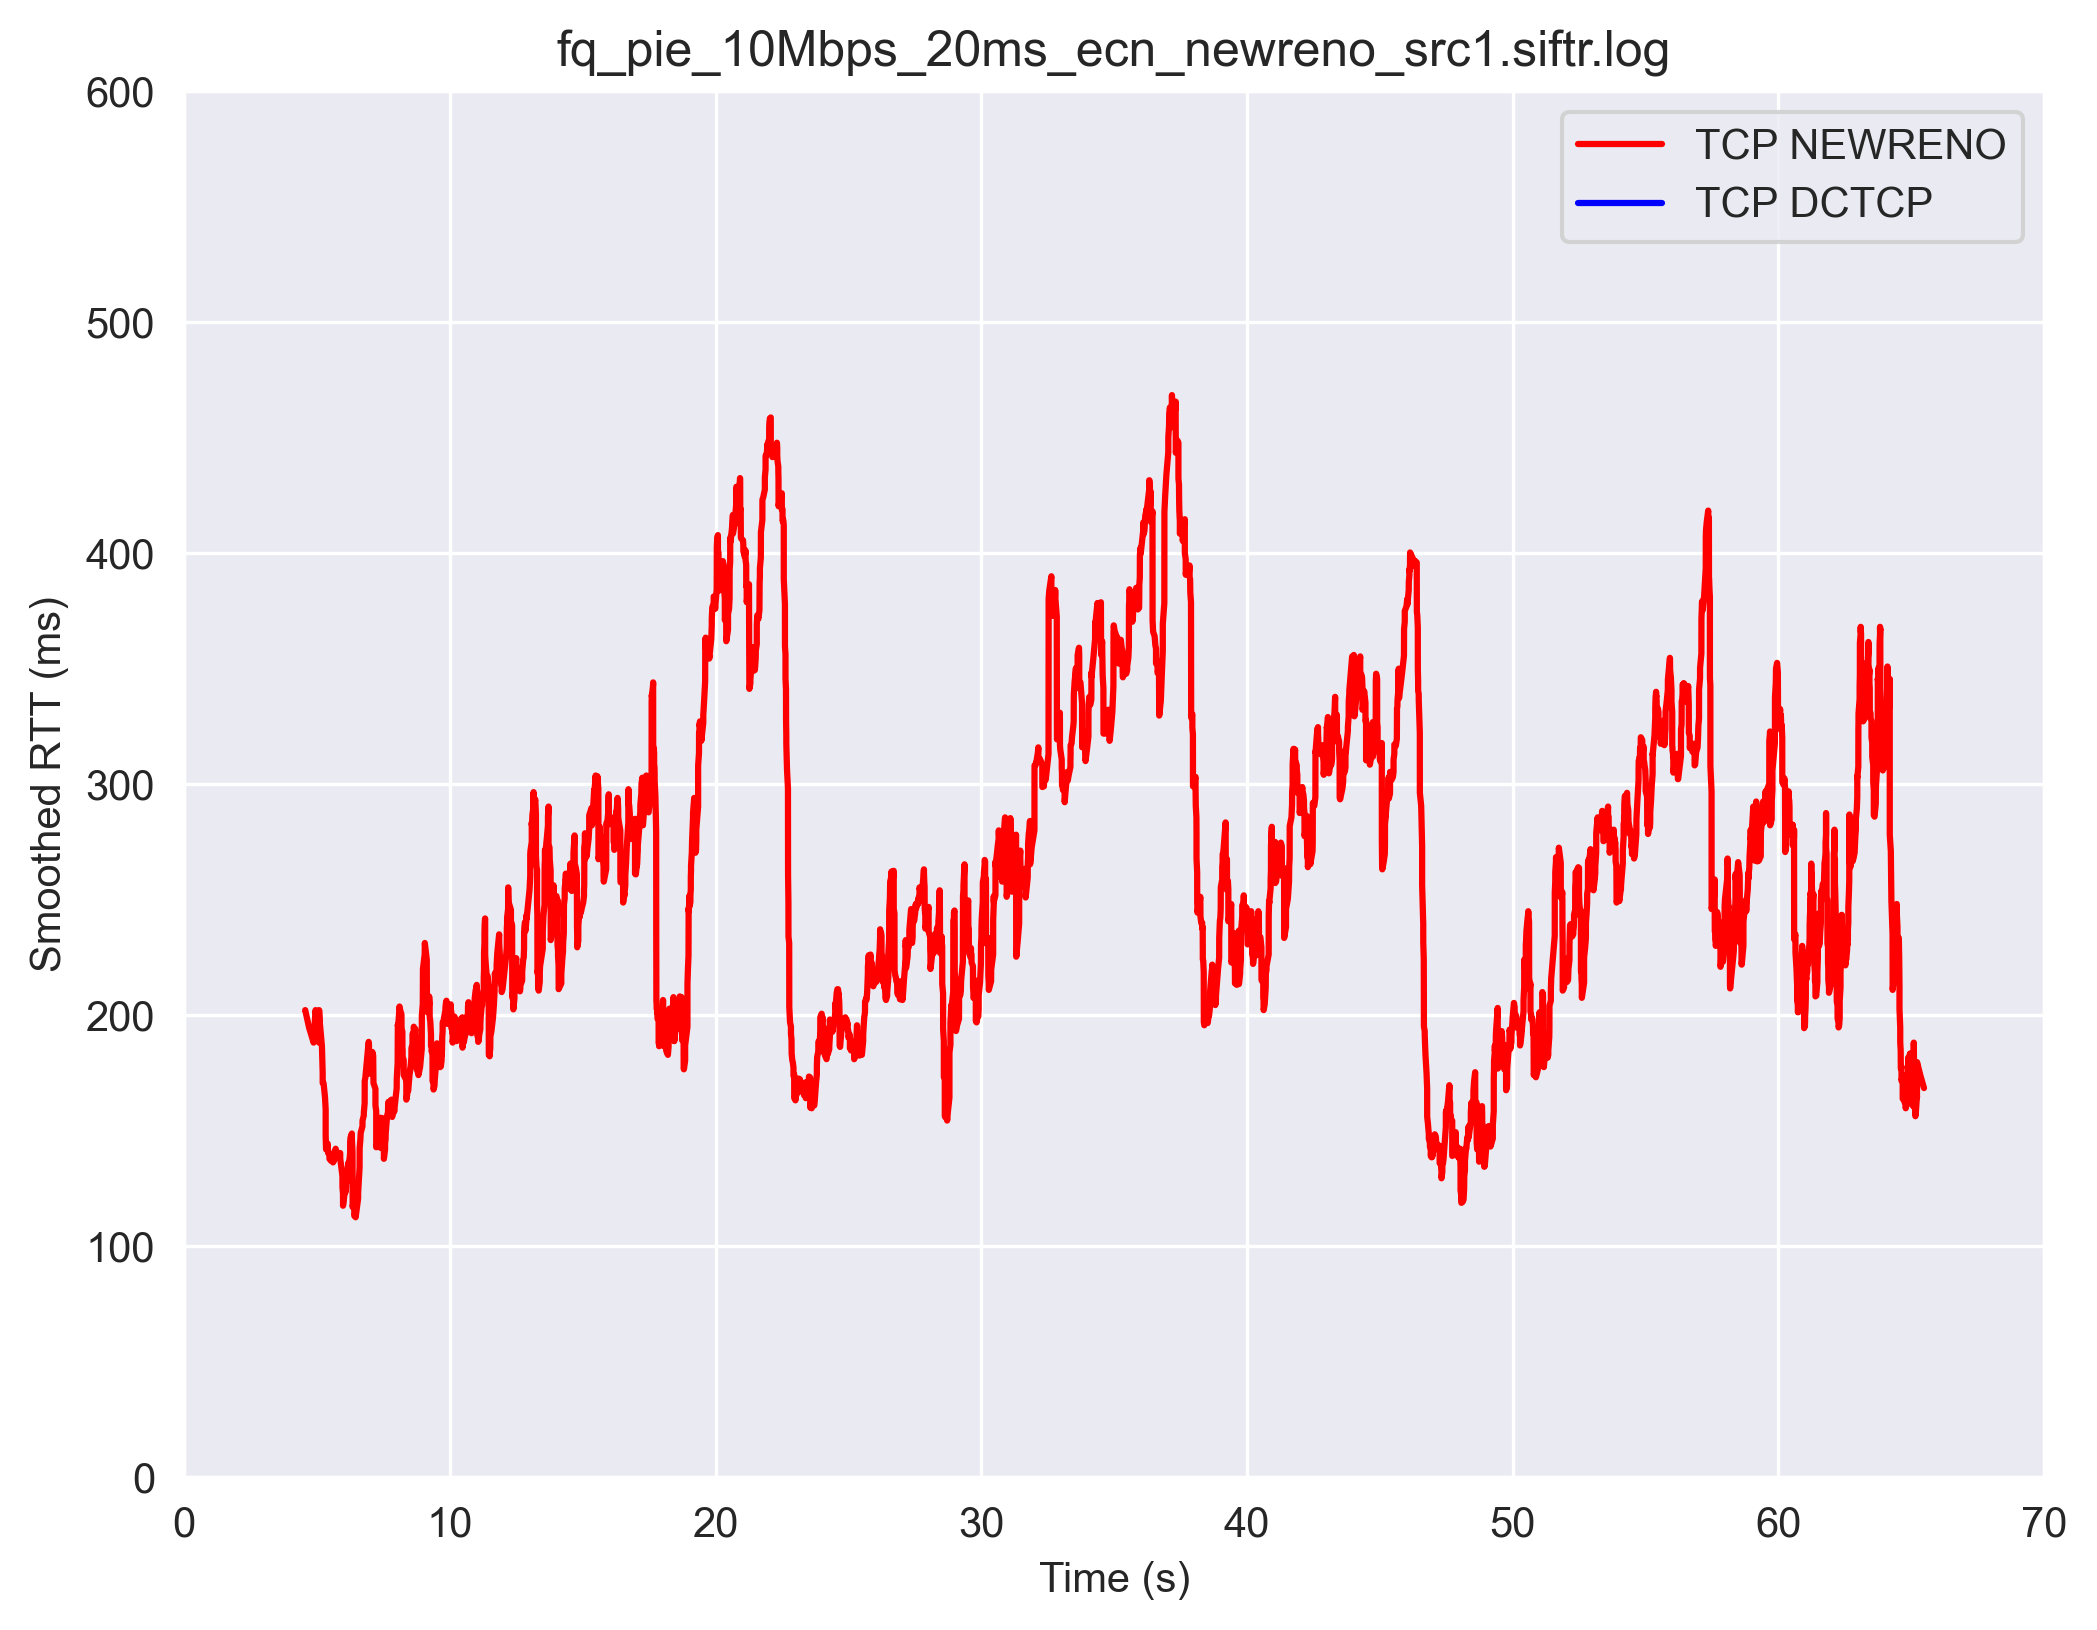 fq_pie_10Mbps_20ms_ecn_newreno_src1.siftr.log
TCP NEWRENO
TCP DCTCP
Smoothed RTT (ms)
600
500
400
300
200
100
0
0 10 20 30 40 50 60 70
Time (s)